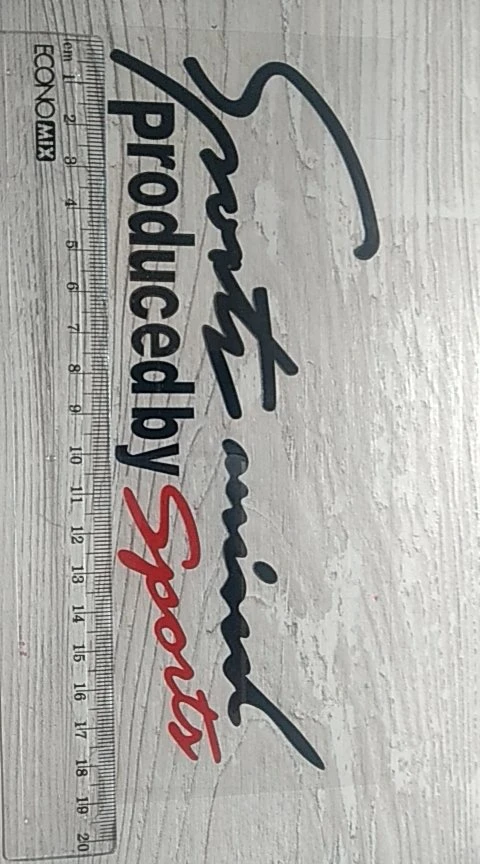 Sports mind
produced by Sports
cm 1 2 3 4 5 6 7 8 9 10 11 12 13 14 15 16 17 18 19 20
ECONOMIX